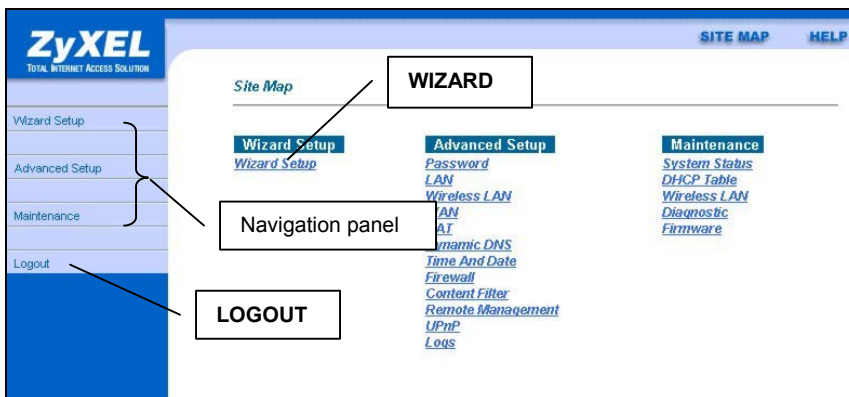 ZyXEL
TOTAL INTERNET ACCESS SOLUTION
SITE MAP HELP
Site Map
WIZARD
Wizard Setup
Advanced Setup
Maintenance
Logout
Navigation panel
LOGOUT
Wizard Setup
Wizard Setup
Advanced Setup
Password
LAN
Wireless LAN
Dynamic DNS
Time And Date
Firewall
Content Filter
Remote Management
UPnP
Logs
Maintenance
System Status
DHCP Table
Wireless LAN
Diagnostic
Firmware